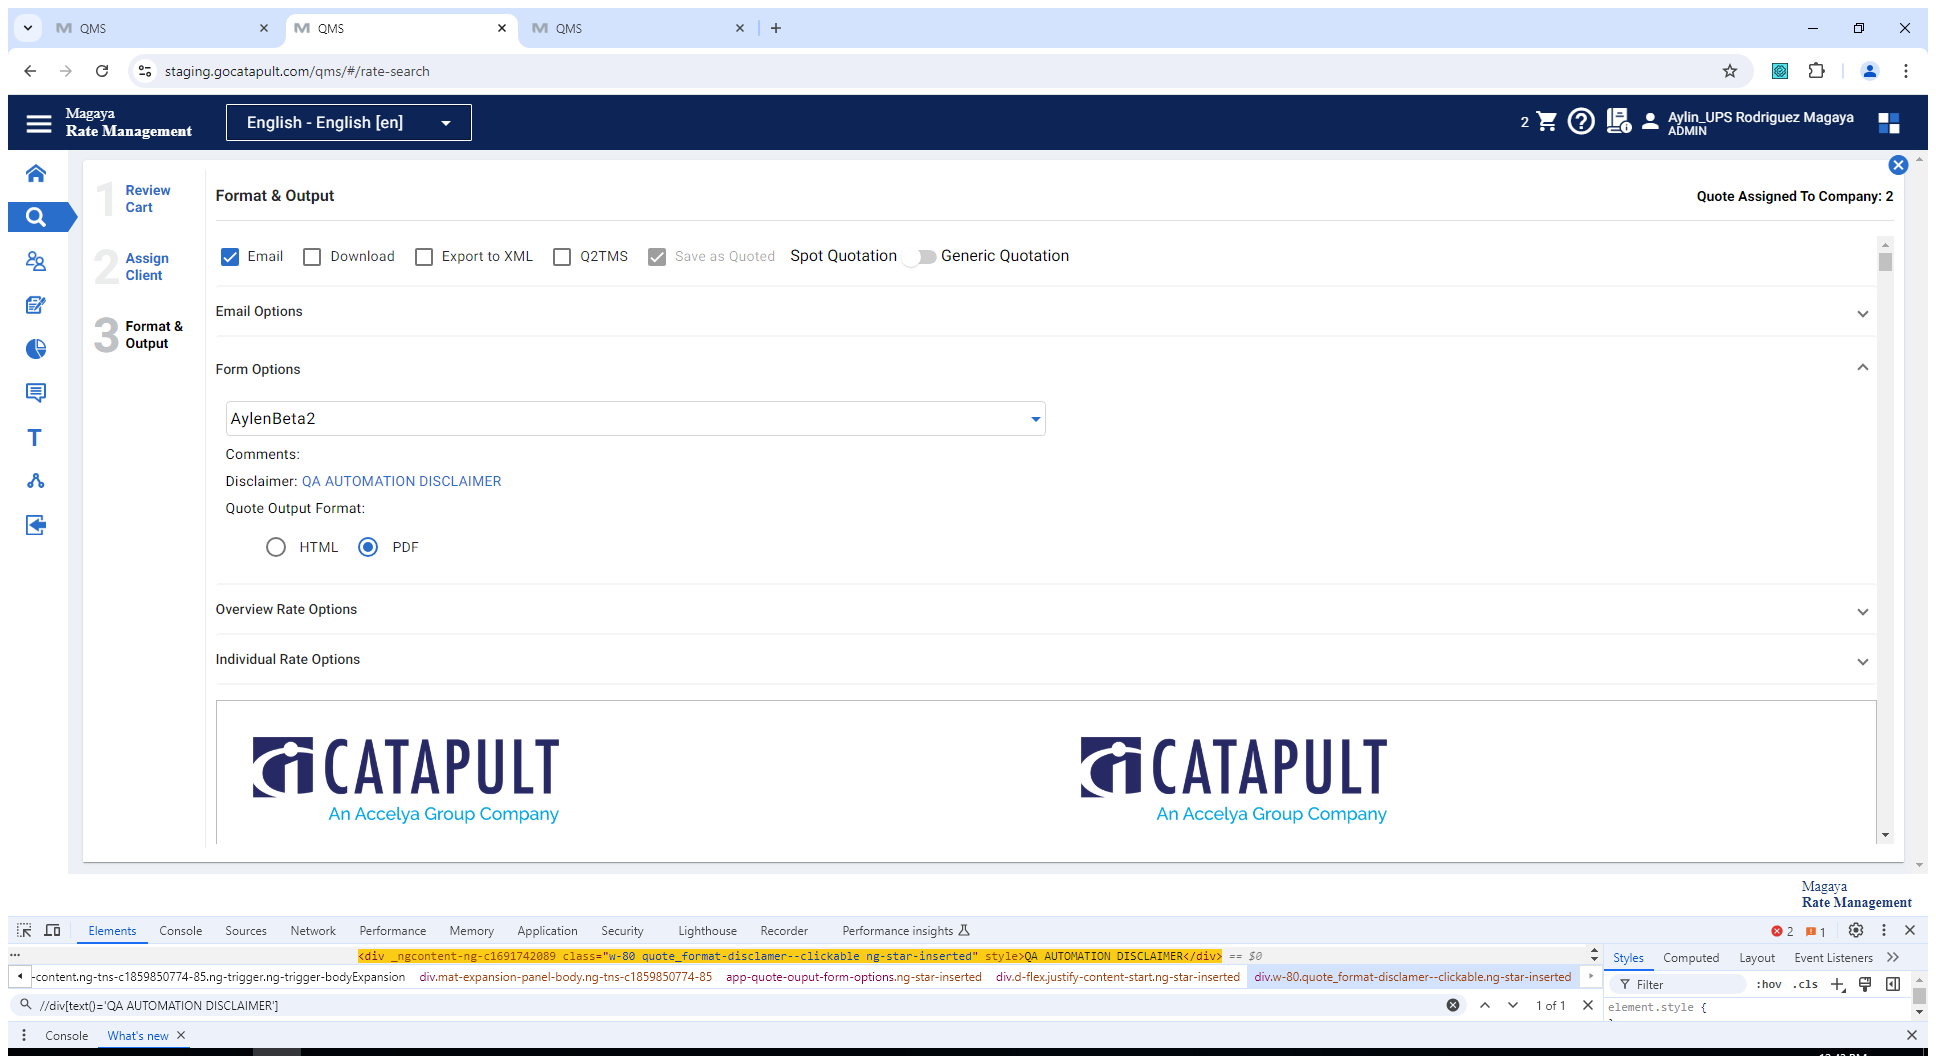 QMS
QMS
QMS
staging.gocatapult.com/qms/#/rate-search
Magaya
Rate Management
English - English [en]
2
Aylin_UPS Rodriguez Magaya
ADMIN
1 Review Cart
2 Assign Client
3 Format & Output
Format & Output
Quote Assigned To Company: 2
Email
Download
Export to XML
Q2TMS
Save as Quoted
Spot Quotation
Generic Quotation
Email Options
Form Options
AylenBeta2
Comments:
Disclaimer: QA AUTOMATION DISCLAIMER
Quote Output Format:
HTML
PDF
Overview Rate Options
Individual Rate Options
CATAPULT
An Accelya Group Company
CATAPULT
An Accelya Group Company
Magaya
Rate Management
Elements Console Sources Network Performance Memory Application Security Lighthouse Recorder Performance insights 2 1
<div _ngcontent-ng-c1691742089 class="w-80 quote_format-disclamer--clickable ng-star-inserted" style>QA AUTOMATION DISCLAIMER</div> == $0
Styles Computed Layout Event Listeners
-content.ng-tns-c1859850774-85.ng-trigger.ng-trigger-bodyExpansion div.mat-expansion-panel-body.ng-tns-c1859850774-85 app-quote-ouput-form-options.ng-star-inserted div.d-flex.justify-content-start.ng-star-inserted div.w-80.quote_format-disclamer--clickable.ng-star-inserted
Filter :hov .cls
//div[text()='QA AUTOMATION DISCLAIMER'] 1 of 1
element.style {
Console What's new